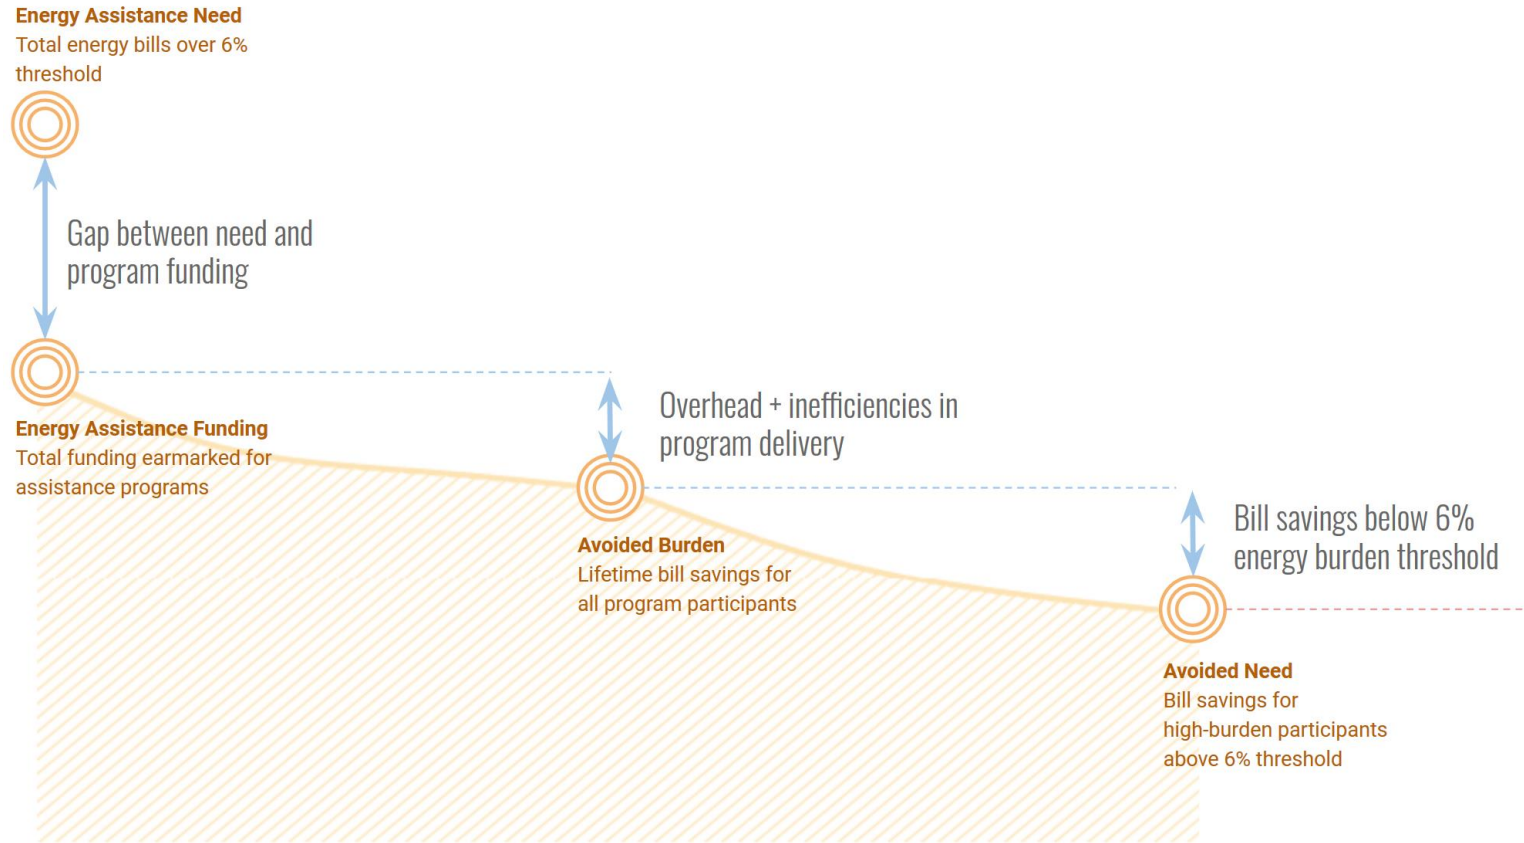 Energy Assistance Need
Total energy bills over 6%
threshold
Gap between need and
program funding
Energy Assistance Funding
Total funding earmarked for
assistance programs
Overhead + inefficiencies in
program delivery
Avoided Burden
Lifetime bill savings for
all program participants
Bill savings below 6%
energy burden threshold
Avoided Need
Bill savings for
high-burden participants
above 6% threshold